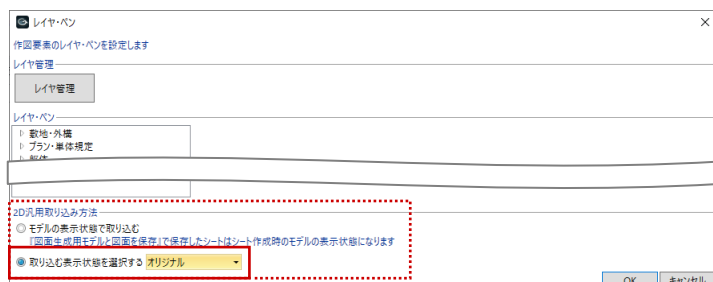 レイヤ・ペン
作図要素のレイヤ・ペンを設定します
レイヤ管理
レイヤ管理
レイヤ・ペン
敷地・外構
プラン・単体規定
2D汎用取り込み方法
モデルの表示状態で取り込む
『図面生成用モデルと図面を保存』で保存したシートはシート作成時のモデルの表示状態になります
取り込む表示状態を選択する オリジナル
OK キャンセル